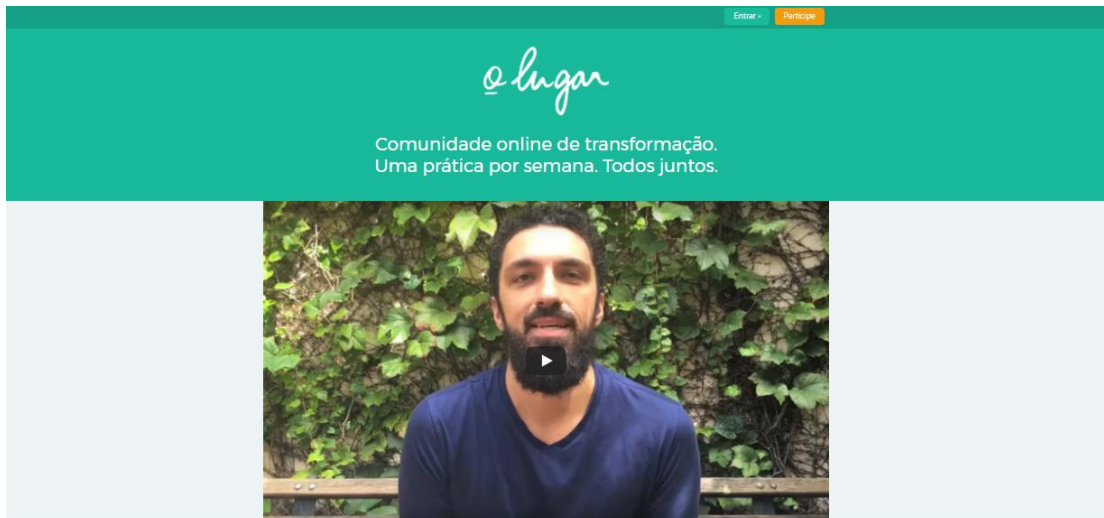 Entrar
Participe
o lugar
Comunidade online de transformação.
Uma prática por semana. Todos juntos.